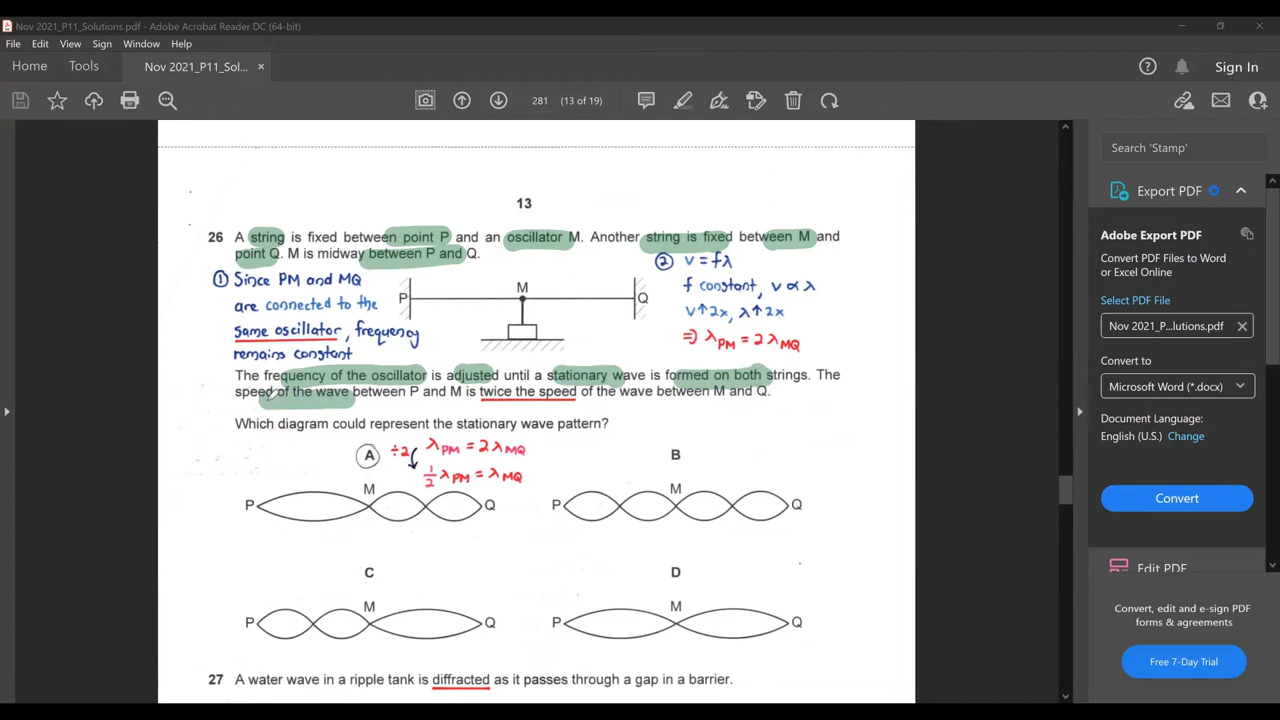 Nov 2021_P11_Solutions.pdf - Adobe Acrobat Reader DC (64-bit)
File Edit View Sign Window Help
Home Tools Nov 2021_P11_Sol... × Sign In
281 (13 of 19)
Search 'Stamp'
Export PDF
Adobe Export PDF
Convert PDF Files to Word
or Excel Online
Select PDF File
Nov 2021_P...lutions.pdf
Convert to
Microsoft Word (*.docx)
Document Language:
English (U.S.) Change
Convert
Edit PDF
Convert, edit and e-sign PDF
forms & agreements
Free 7-Day Trial
13
26 A string is fixed between point P and an oscillator M. Another string is fixed between M and
point Q. M is midway between P and Q.
① Since PM and MQ
are connected to the
same oscillator, frequency
remains constant
P M Q
② v = fλ
f constant, v ∝ λ
v↑2x, λ↑2x
⇒ λPM = 2λMQ
The frequency of the oscillator is adjusted until a stationary wave is formed on both strings. The
speed of the wave between P and M is twice the speed of the wave between M and Q.
Which diagram could represent the stationary wave pattern?
A ÷2 λPM = 2λMQ
1/2 λPM = λMQ
P M Q
B
P M Q
C
P M Q
D
P M Q
27 A water wave in a ripple tank is diffracted as it passes through a gap in a barrier.